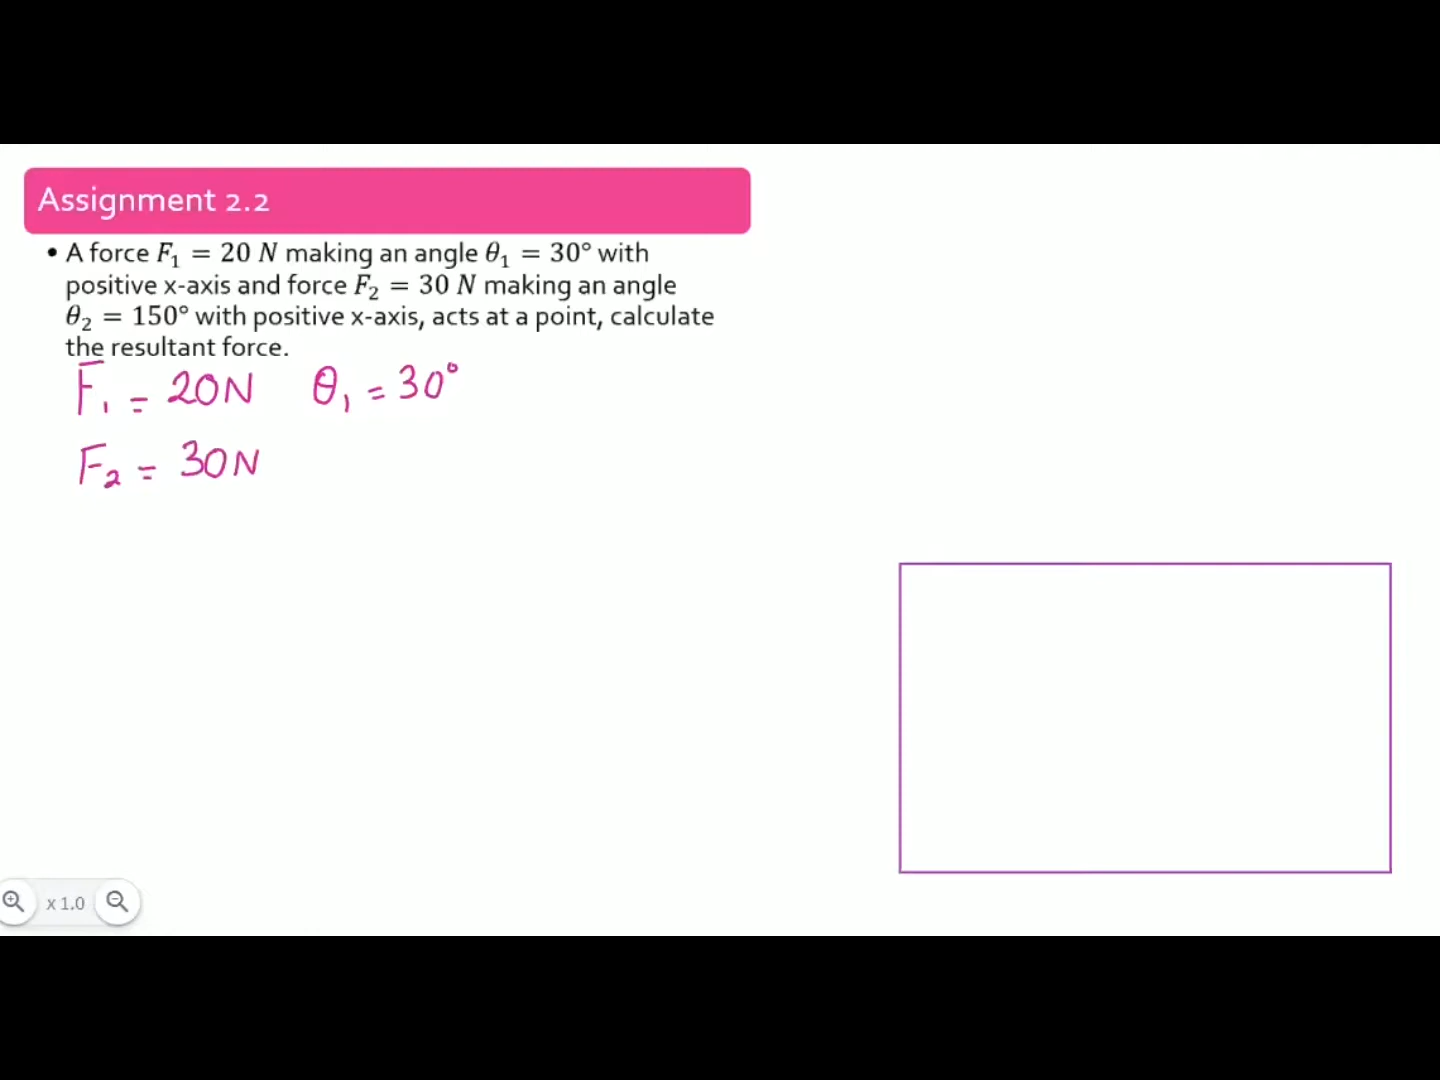 Assignment 2.2
• A force F₁ = 20 N making an angle θ₁ = 30° with
positive x-axis and force F₂ = 30 N making an angle
θ₂ = 150° with positive x-axis, acts at a point, calculate
the resultant force.
F₁ = 20N θ₁ = 30°
F₂ = 30N
x 1.0